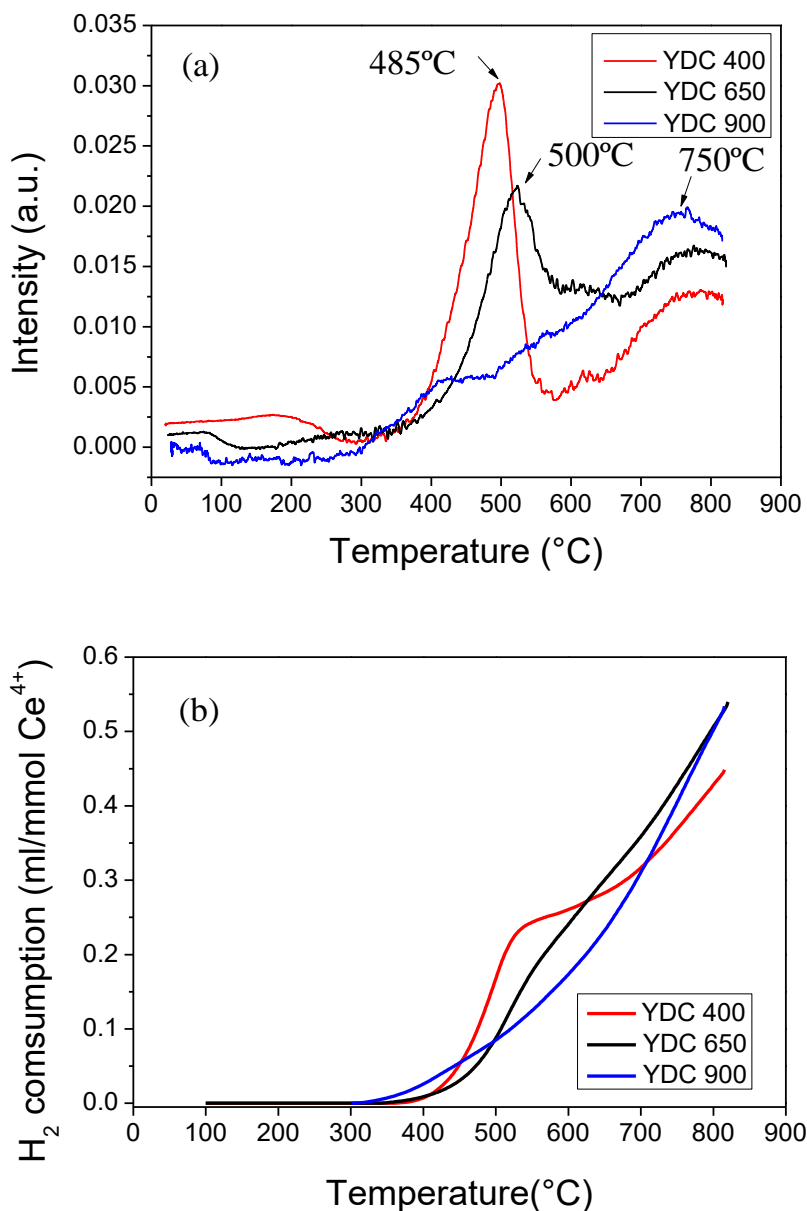 (a)
485ºC
YDC 400
YDC 650
YDC 900
500ºC
750ºC
0.035
0.030
0.025
0.020
0.015
0.010
0.005
0.000
Intensity (a.u.)
0 100 200 300 400 500 600 700 800 900
Temperature (°C)
(b)
0.6
0.5
0.4
0.3
0.2
0.1
0.0
H₂ comsumption (ml/mmol Ce⁴⁺)
YDC 400
YDC 650
YDC 900
0 100 200 300 400 500 600 700 800 900
Temperature(°C)